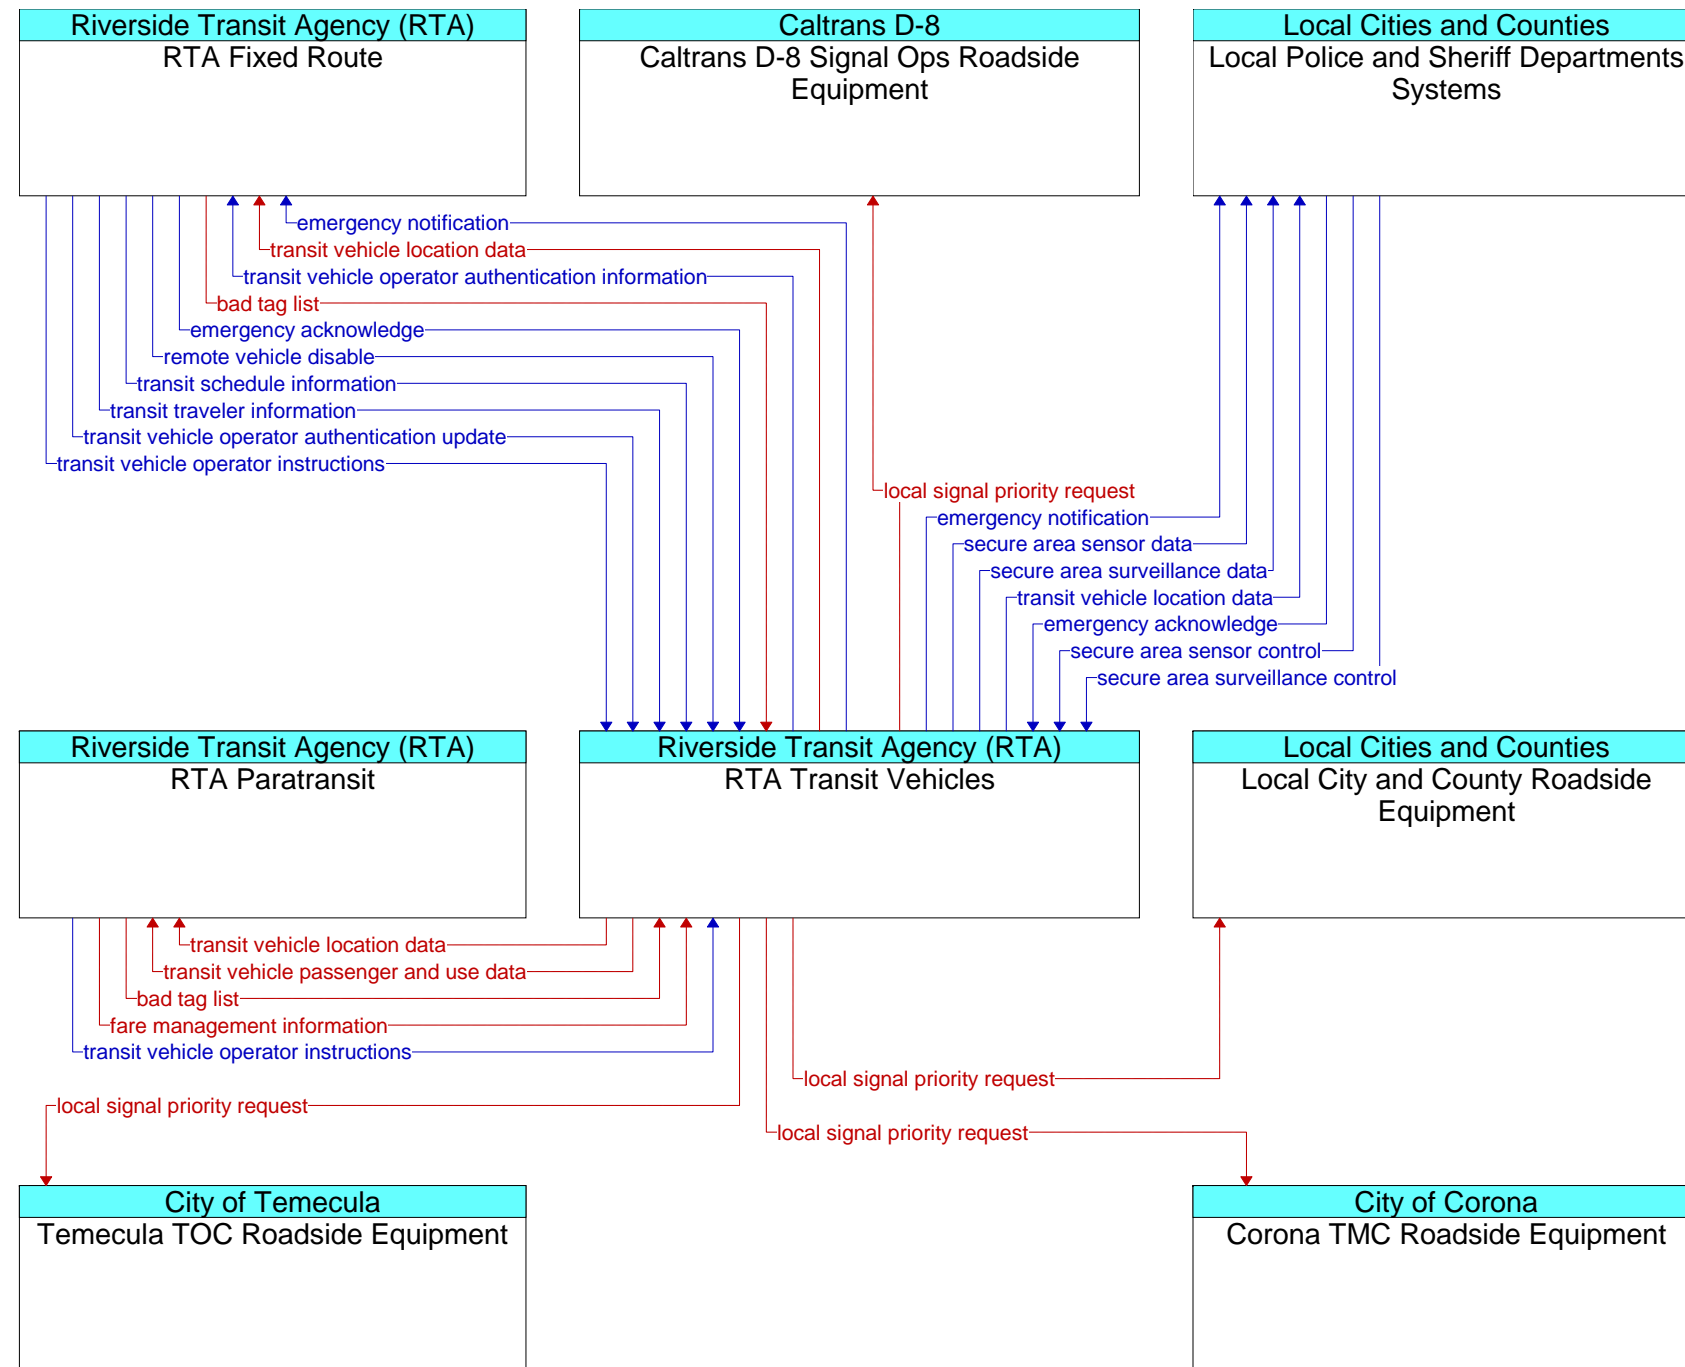 Riverside Transit Agency (RTA)
RTA Fixed Route
Caltrans D-8
Caltrans D-8 Signal Ops Roadside
Equipment
Local Cities and Counties
Local Police and Sheriff Departments
Systems
emergency notification
transit vehicle location data
transit vehicle operator authentication information
bad tag list
emergency acknowledge
remote vehicle disable
transit schedule information
transit traveler information
transit vehicle operator authentication update
transit vehicle operator instructions
local signal priority request
emergency notification
secure area sensor data
secure area surveillance data
transit vehicle location data
emergency acknowledge
secure area sensor control
secure area surveillance control
Riverside Transit Agency (RTA)
RTA Paratransit
Riverside Transit Agency (RTA)
RTA Transit Vehicles
Local Cities and Counties
Local City and County Roadside
Equipment
transit vehicle location data
transit vehicle passenger and use data
bad tag list
fare management information
transit vehicle operator instructions
local signal priority request
local signal priority request
local signal priority request
City of Temecula
Temecula TOC Roadside Equipment
City of Corona
Corona TMC Roadside Equipment